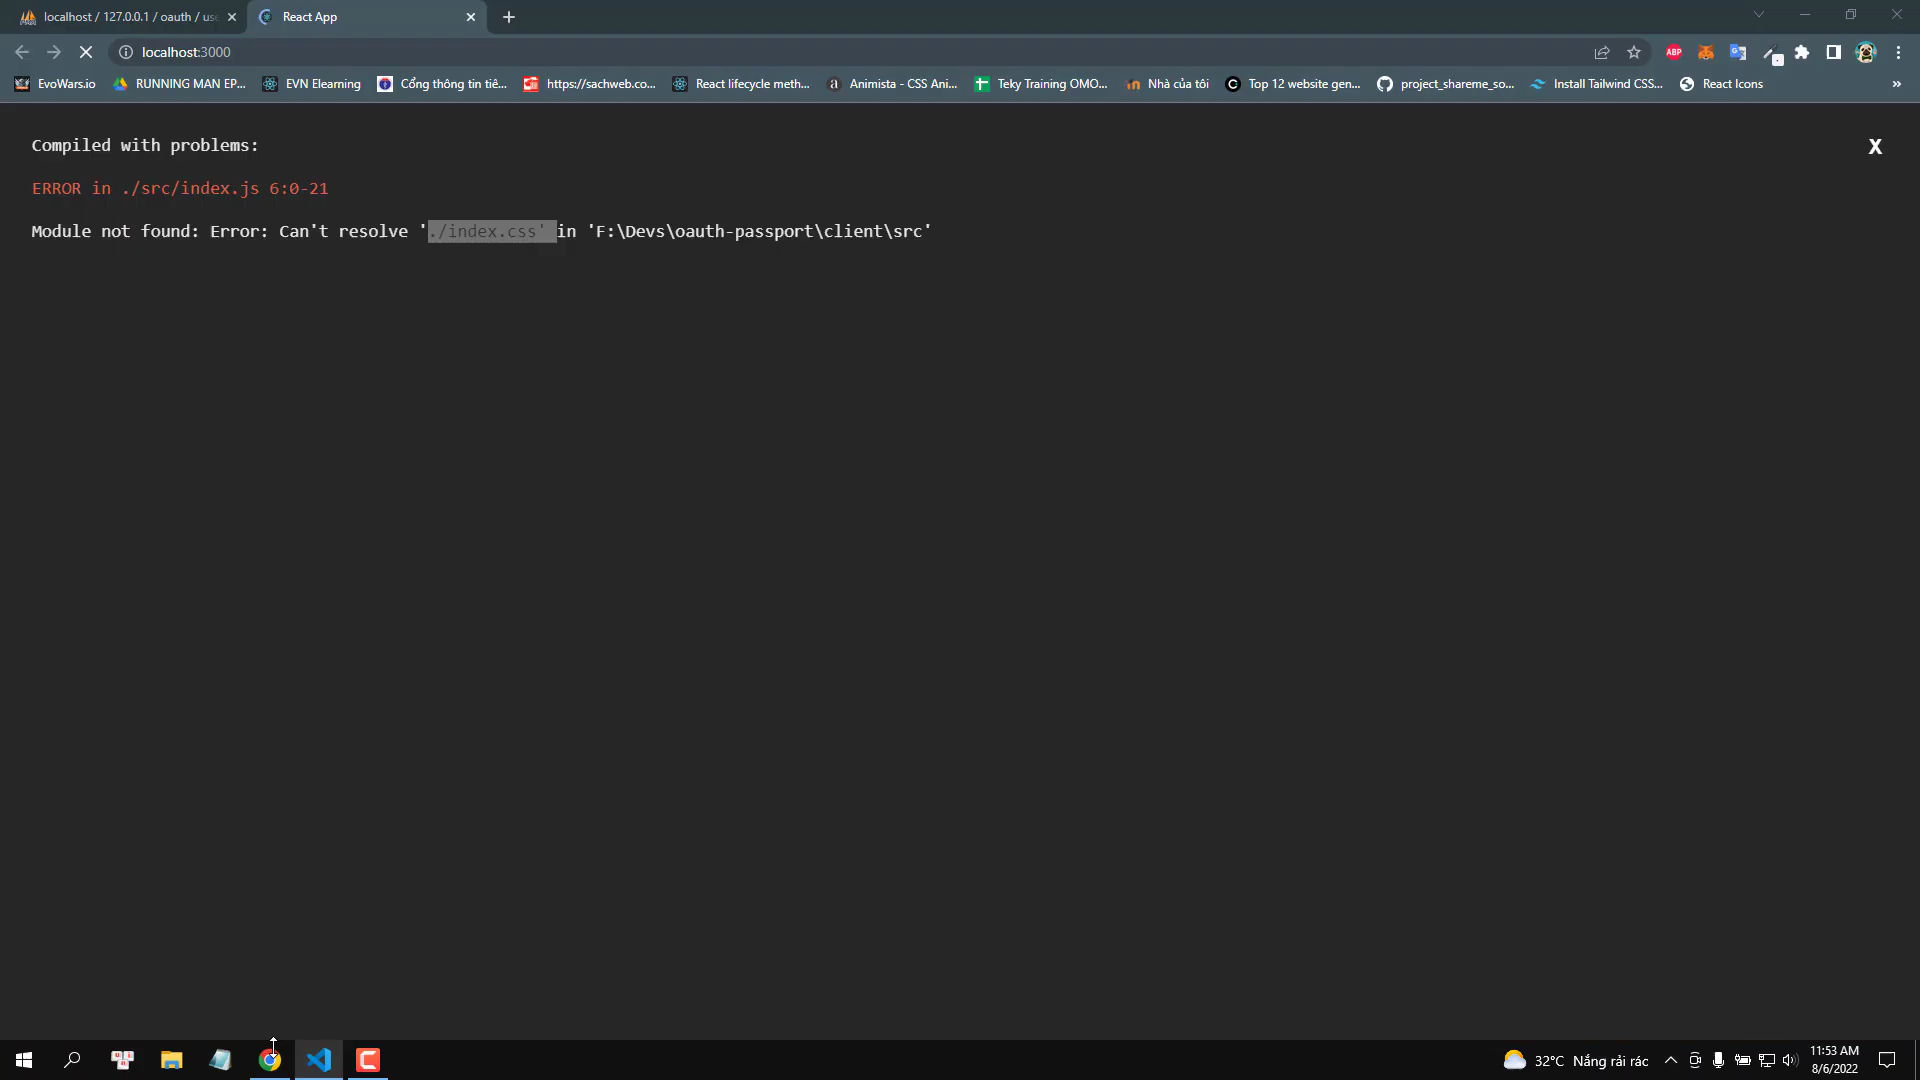 localhost / 127.0.0.1 / oauth / use
React App
localhost:3000
EvoWars.io
RUNNING MAN EP...
EVN Elearning
Cổng thông tin tiê...
https://sachweb.co...
React lifecycle meth...
Animista - CSS Ani...
Teky Training OMO...
Nhà của tôi
Top 12 website gen...
project_shareme_so...
Install Tailwind CSS...
React Icons
»
Compiled with problems:
X
ERROR in ./src/index.js 6:0-21
Module not found: Error: Can't resolve './index.css' in 'F:\Devs\oauth-passport\client\src'
32°C Nắng rải rác
11:53 AM
8/6/2022